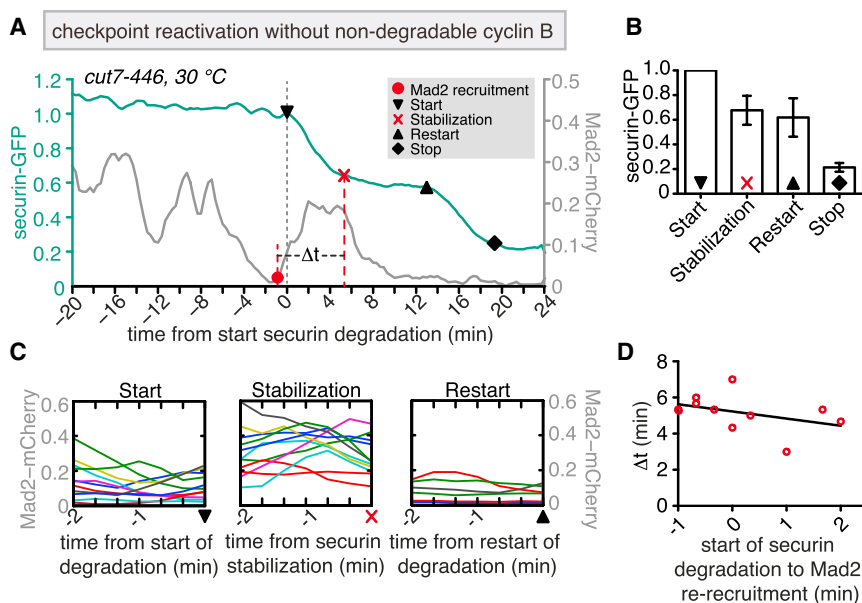 A
checkpoint reactivation without non-degradable cyclin B
cut7-446, 30 °C
securin-GFP
1.2
1.0
0.8
0.6
0.4
0.2
0
Mad2 recruitment
Start
Stabilization
Restart
Stop
Δt
0.5
0.4
0.3
0.2
0.1
0
Mad2−mCherry
−20 −16 −12 −8 −4 0 4 8 12 16 20 24
time from start securin degradation (min)
B
securin-GFP
1.0
0.8
0.6
0.4
0.2
0
Start
Stabilization
Restart
Stop
C
Mad2−mCherry
0.6
0.4
0.2
0
Start
-2 -1
time from start of
degradation (min)
Stabilization
-2 -1
time from securin
stabilization (min)
Restart
-2 -1
time from restart of
degradation (min)
0.6
0.4
0.2
0
Mad2−mCherry
D
Δt (min)
8
6
4
2
0
-1 0 1 2
start of securin
degradation to Mad2
re-recruitment
(min)